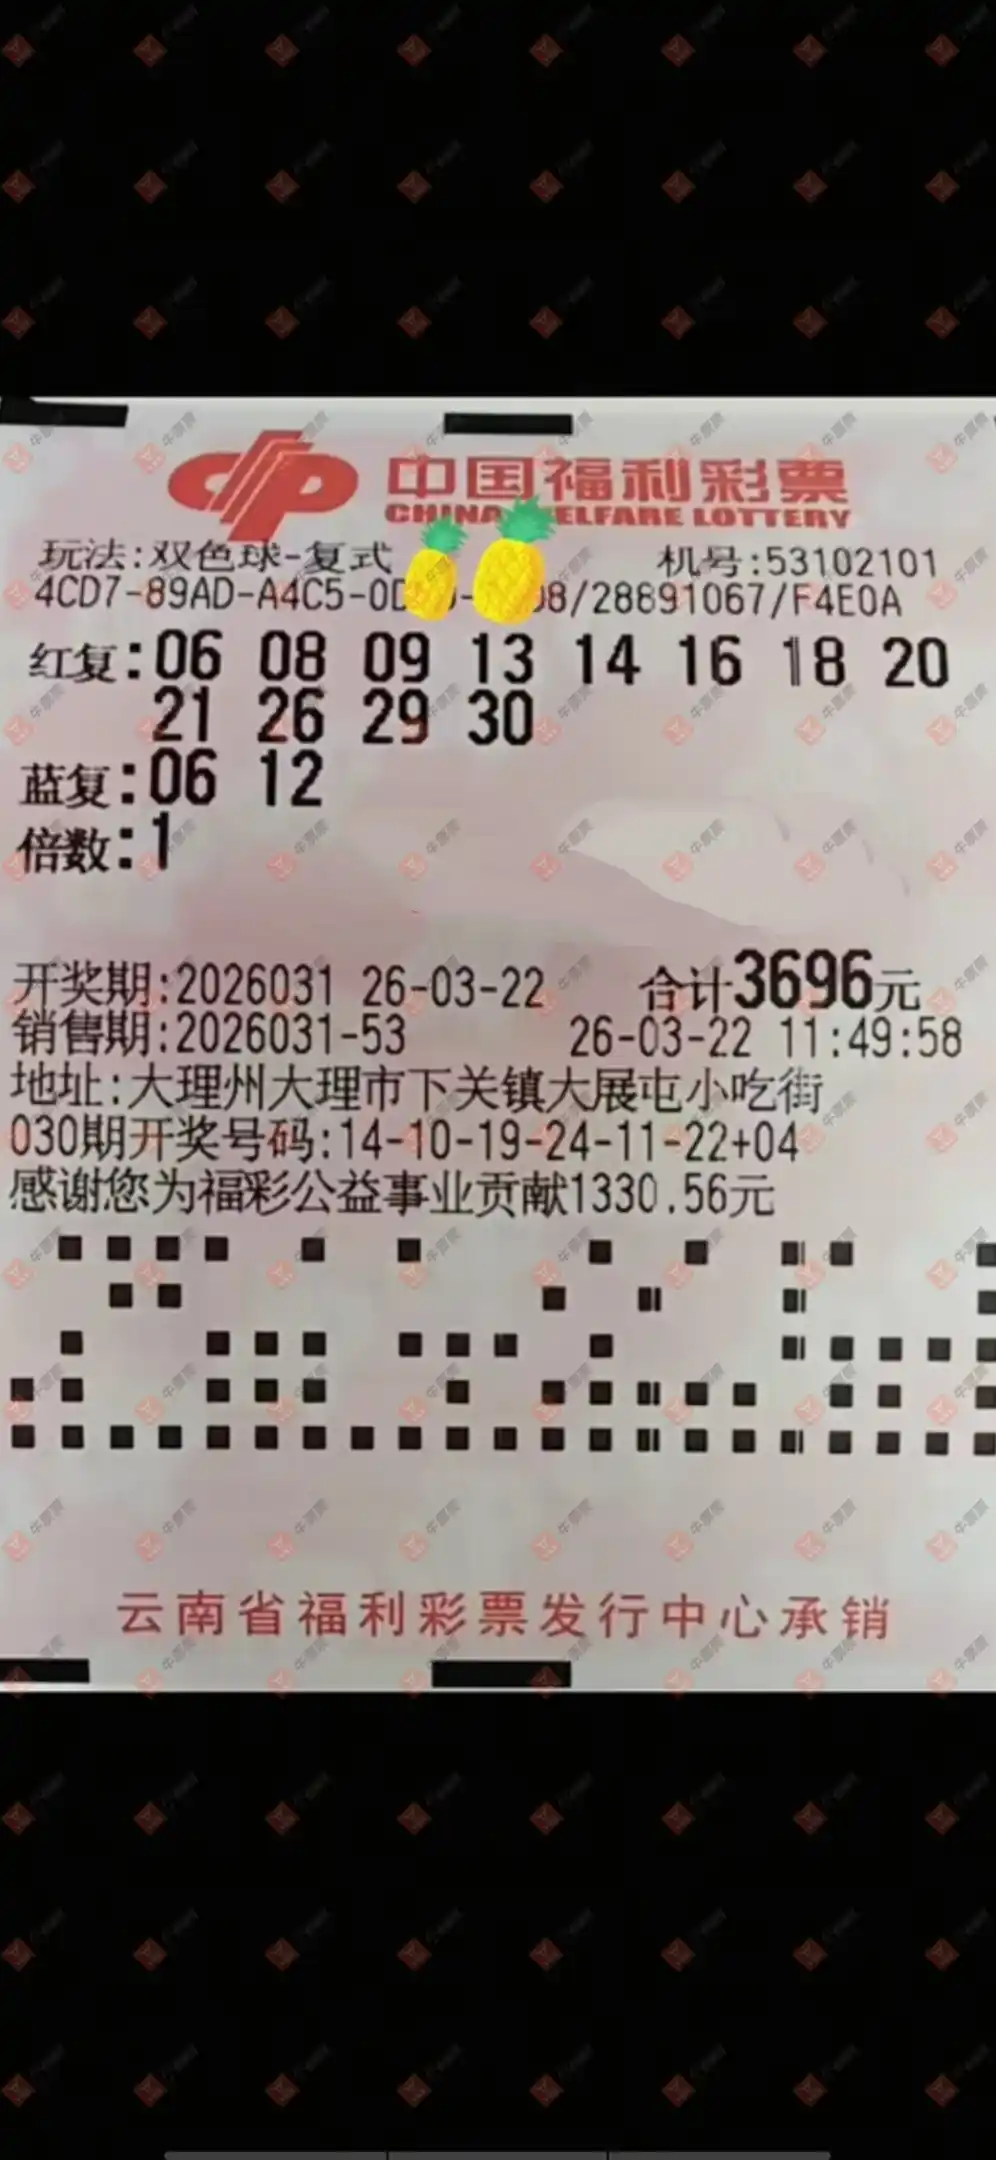 中国福利彩票
CHINA WELFARE LOTTERY
玩法:双色球-复式 机号:53102101
4CD7-89AD-A4C5-0D 08/28891067/F4E0A
红复:06 08 09 13 14 16 18 20
21 26 29 30
蓝复:06 12
倍数:1
开奖期:2026031 26-03-22 合计3696元
销售期:2026031-53 26-03-22 11:49:58
地址:大理州大理市下关镇大展屯小吃街
030期开奖号码:14-10-19-24-11-22+04
感谢您为福彩公益事业贡献1330.56元
云南省福利彩票发行中心承销